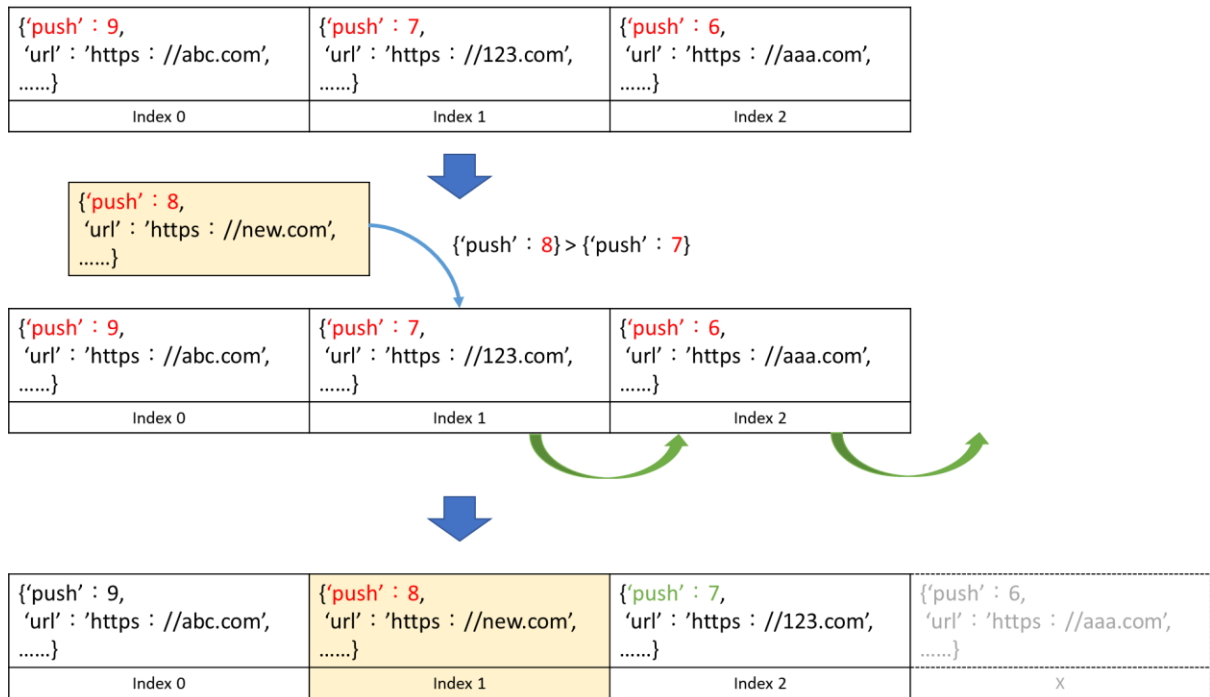 {‘push’：9,
‘url’：’https：//abc.com’,
……}
Index 0
{‘push’：7,
‘url’：’https：//123.com’,
……}
Index 1
{‘push’：6,
‘url’：’https：//aaa.com’,
……}
Index 2
{‘push’：8,
‘url’：’https：//new.com’,
……}
{‘push’：8} > {‘push’：7}
{‘push’：9,
‘url’：’https：//abc.com’,
……}
Index 0
{‘push’：7,
‘url’：’https：//123.com’,
……}
Index 1
{‘push’：6,
‘url’：’https：//aaa.com’,
……}
Index 2
{‘push’：9,
‘url’：’https：//abc.com’,
……}
Index 0
{‘push’：8,
‘url’：’https：//new.com’,
……}
Index 1
{‘push’：7,
‘url’：’https：//123.com’,
……}
Index 2
{‘push’：6,
‘url’：’https：//aaa.com’,
……}
X